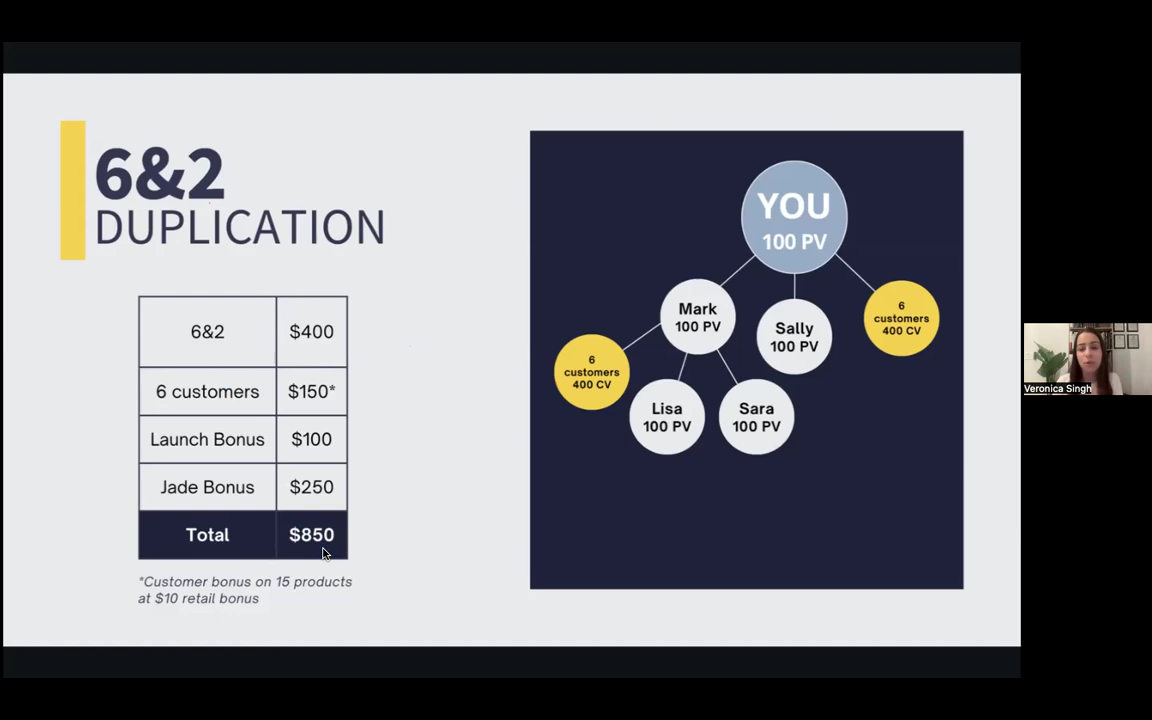 6&2
DUPLICATION
6&2 $400
6 customers $150*
Launch Bonus $100
Jade Bonus $250
Total $850
*Customer bonus on 15 products
at $10 retail bonus
YOU
100 PV
Mark
100 PV
Sally
100 PV
6
customers
400 CV
6
customers
400 CV
Lisa
100 PV
Sara
100 PV
Veronica Singh